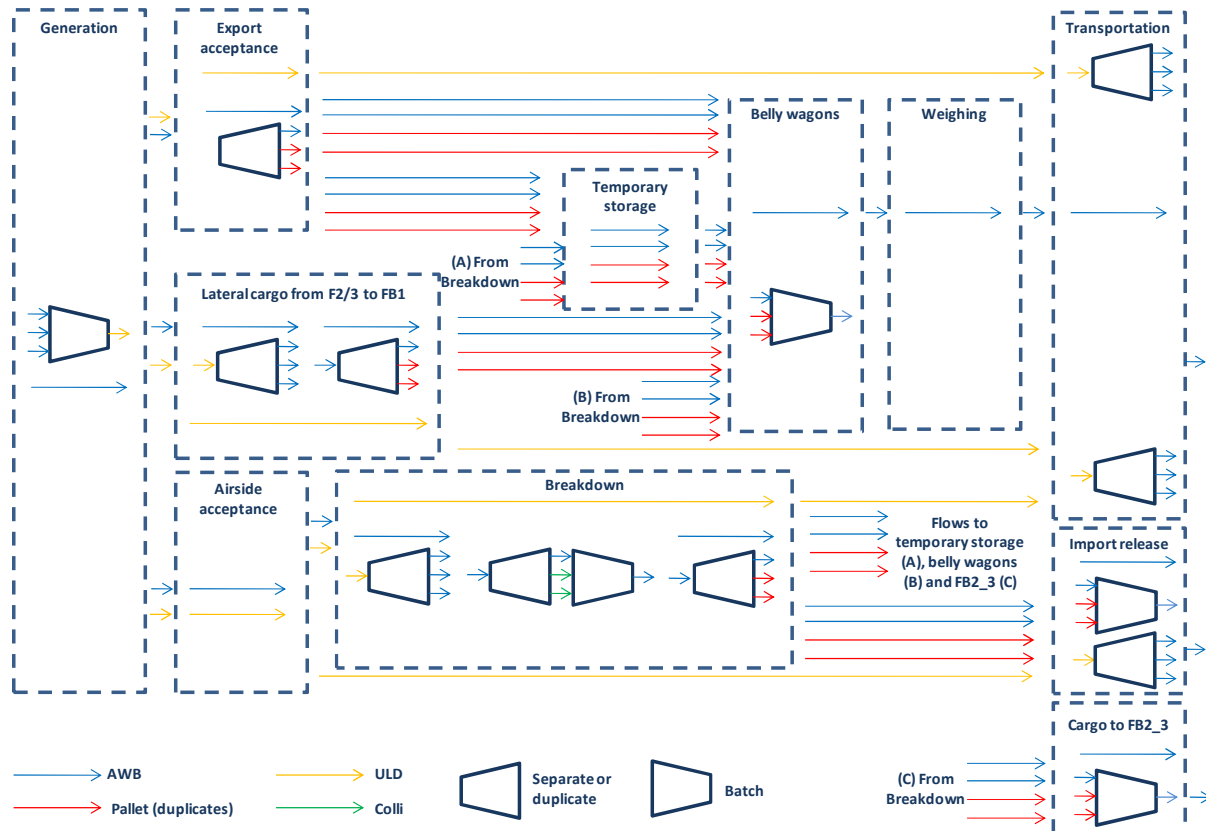 Generation
Export
acceptance
Transportation
Belly wagons
Weighing
Temporary
storage
(A) From
Breakdown
Lateral cargo from F2/3 to FB1
(B) From
Breakdown
Airside
acceptance
Breakdown
Flows to
temporary storage
(A), belly wagons
(B) and FB2_3 (C)
Import release
Cargo to FB2_3
(C) From
Breakdown
AWB
ULD
Separate or
duplicate
Batch
Pallet (duplicates)
Colli